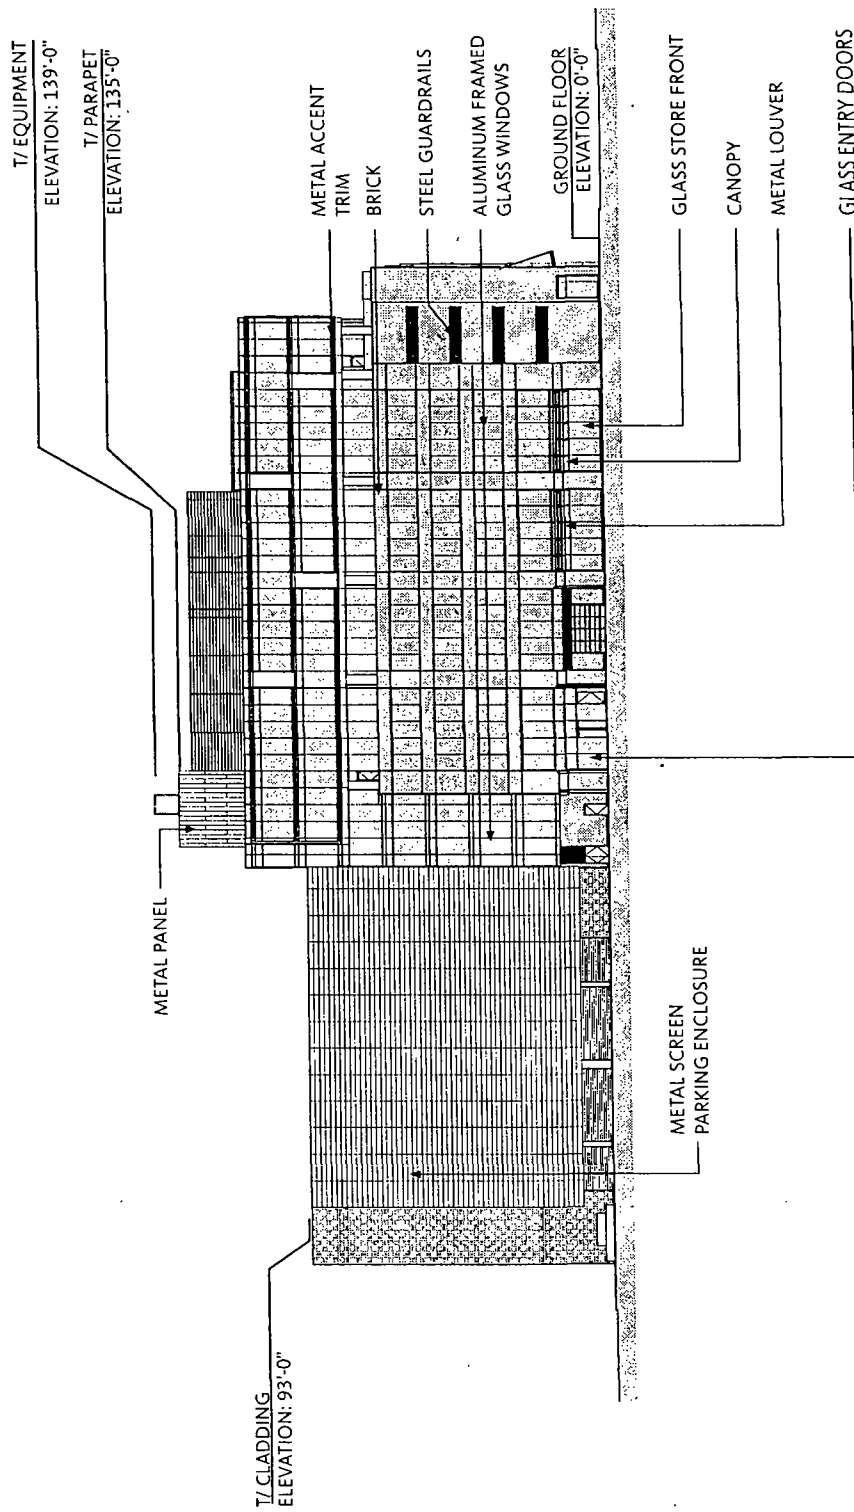 T/ EQUIPMENT
ELEVATION: 139'-0"
T/ PARAPET
ELEVATION: 135'-0"
METAL ACCENT
TRIM
BRICK
STEEL GUARDRAILS
ALUMINUM FRAMED
GLASS WINDOWS
GROUND FLOOR
ELEVATION: 0'-0"
GLASS STORE FRONT
CANOPY
METAL LOUVER
GLASS ENTRY DOORS
METAL PANEL
METAL SCREEN
PARKING ENCLOSURE
T/ CLADDING
ELEVATION: 93'-0"